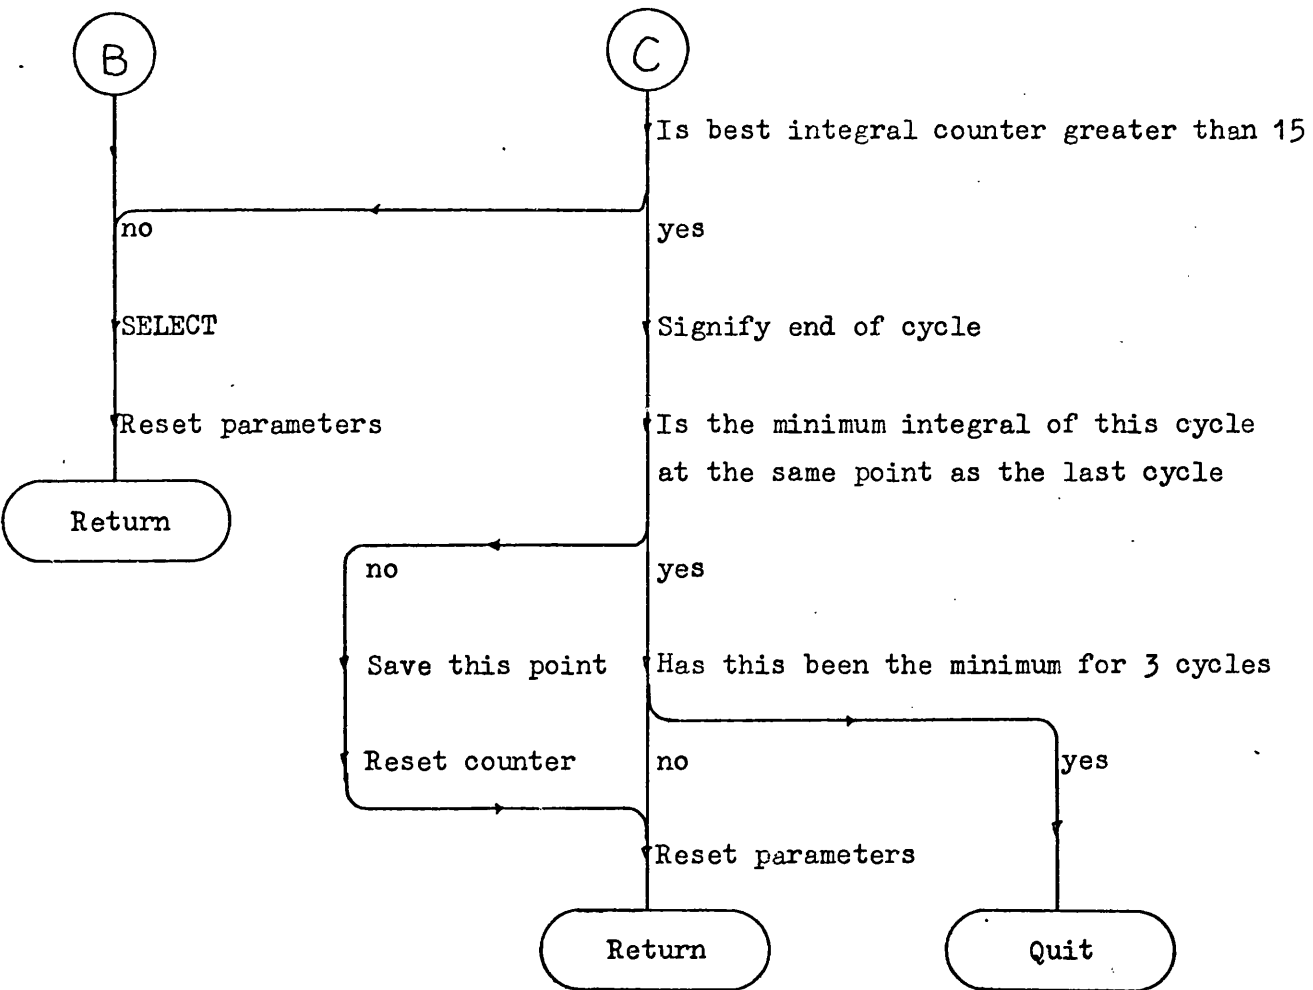 B
C
Is best integral counter greater than 15
no
yes
SELECT
Signify end of cycle
Reset parameters
Is the minimum integral of this cycle
at the same point as the last cycle
Return
no
yes
Save this point
Has this been the minimum for 3 cycles
Reset counter
no
yes
Reset parameters
Return
Quit